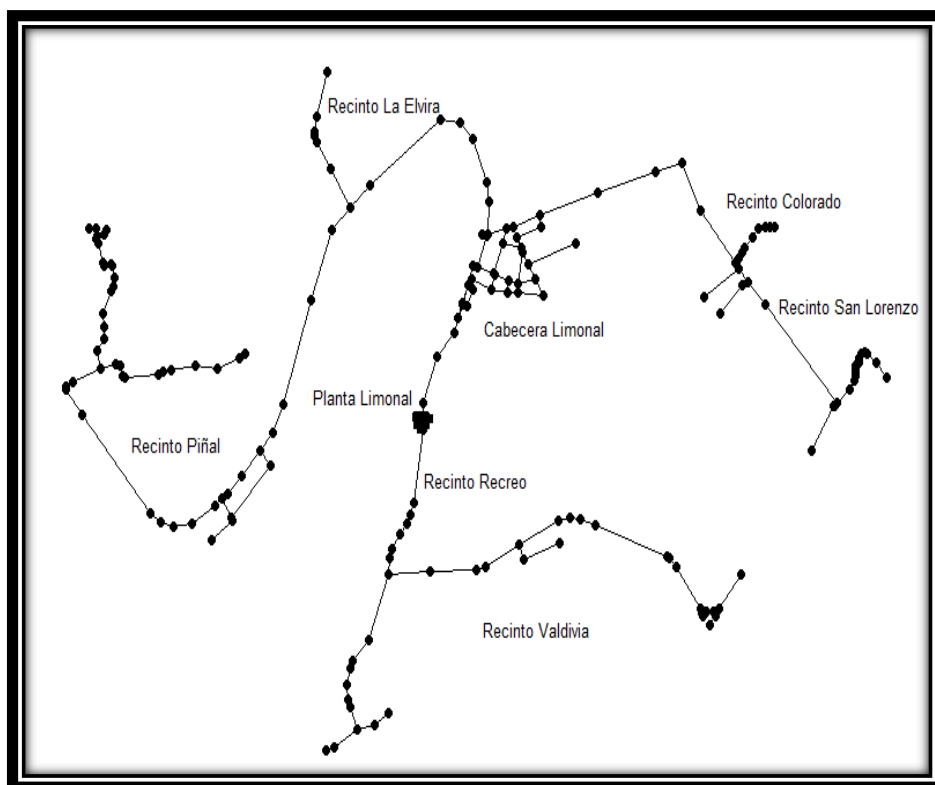 Recinto La Elvira
Recinto Colorado
Recinto San Lorenzo
Cabecera Limonal
Planta Limonal
Recinto Piñal
Recinto Recreo
Recinto Valdivia